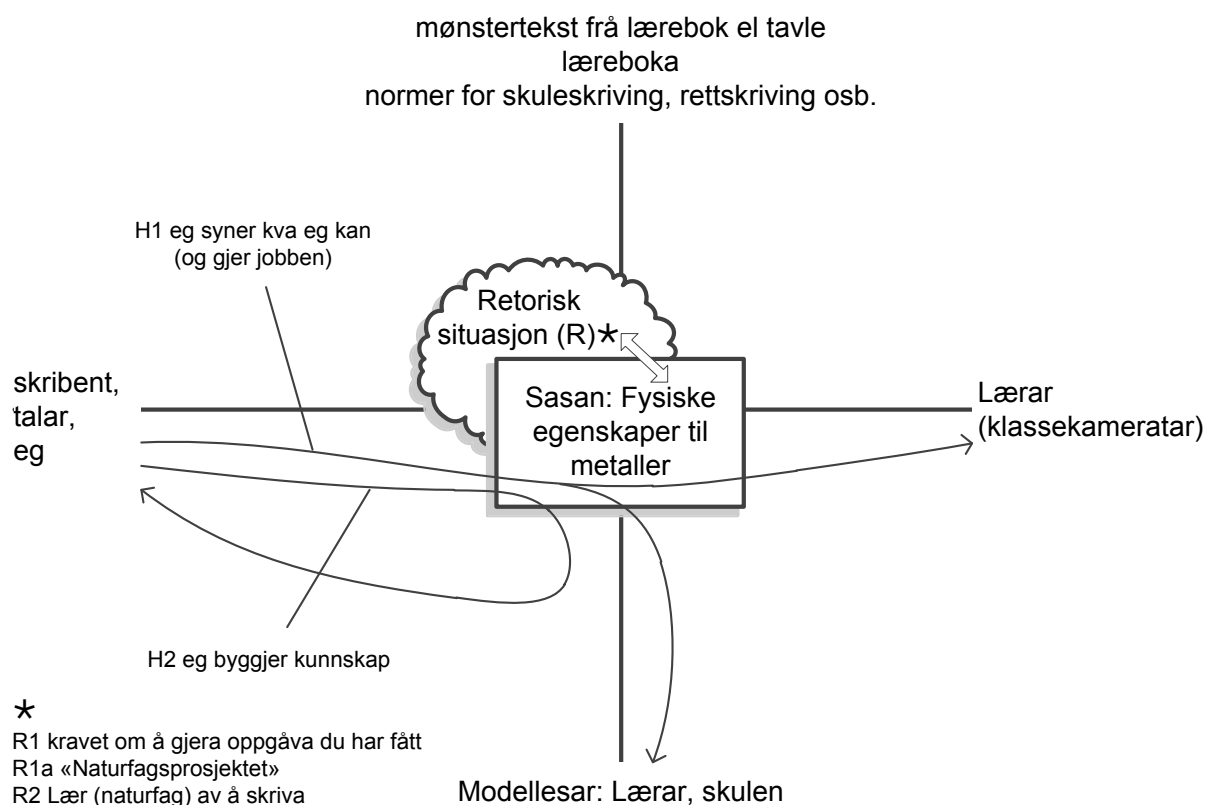 mønstertekst frå lærebok el tavle
læreboka
normer for skuleskriving, rettskriving osb.
H1 eg syner kva eg kan
(og gjer jobben)
Retorisk
situasjon (R)*
skribent,
talar,
eg
Sasan: Fysiske
egenskaper til
metaller
Lærar
(klassekameratar)
H2 eg byggjer kunnskap
*
R1 kravet om å gjera oppgåva du har fått
R1a «Naturfagsprosjektet»
R2 Lær (naturfag) av å skriva
Modellesar: Lærar, skulen